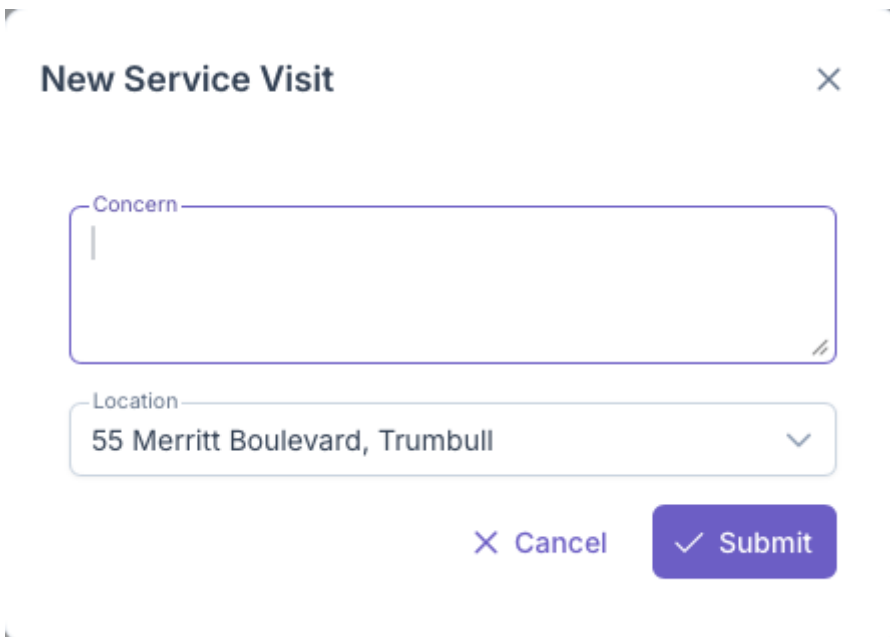 New Service Visit
Concern
Location
55 Merritt Boulevard, Trumbull
Cancel
Submit